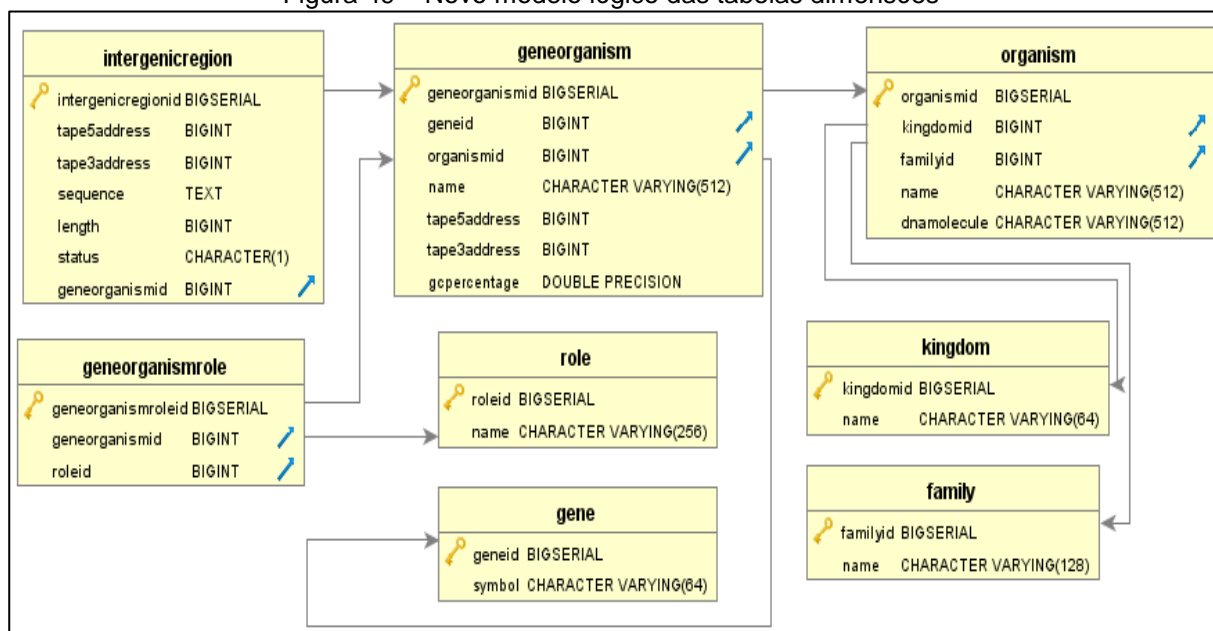 Figura – Novo modelo lógico das tabelas dimensões
intergenicregion
intergenicregionid BIGSERIAL
tape5address BIGINT
tape3address BIGINT
sequence TEXT
length BIGINT
status CHARACTER(1)
geneorganismid BIGINT
geneorganism
geneorganismid BIGSERIAL
geneid BIGINT
organismid BIGINT
name CHARACTER VARYING(512)
tape5address BIGINT
tape3address BIGINT
gcpercentage DOUBLE PRECISION
organism
organismid BIGSERIAL
kingdomid BIGINT
familyid BIGINT
name CHARACTER VARYING(512)
dnamolecule CHARACTER VARYING(512)
geneorganismrole
geneorganismroleid BIGSERIAL
geneorganismid BIGINT
roleid BIGINT
role
roleid BIGSERIAL
name CHARACTER VARYING(256)
kingdom
kingdomid BIGSERIAL
name CHARACTER VARYING(64)
gene
geneid BIGSERIAL
symbol CHARACTER VARYING(64)
family
familyid BIGSERIAL
name CHARACTER VARYING(128)